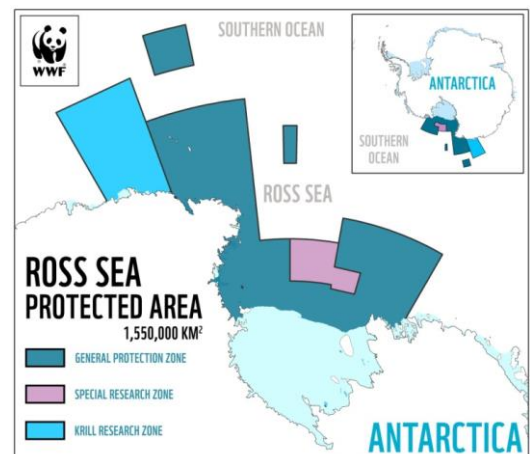 WWF
SOUTHERN OCEAN
ANTARCTICA
SOUTHERN
OCEAN
ROSS SEA
ROSS SEA
PROTECTED AREA
1,550,000 KM²
GENERAL PROTECTION ZONE
SPECIAL RESEARCH ZONE
KRILL RESEARCH ZONE
ANTARCTICA